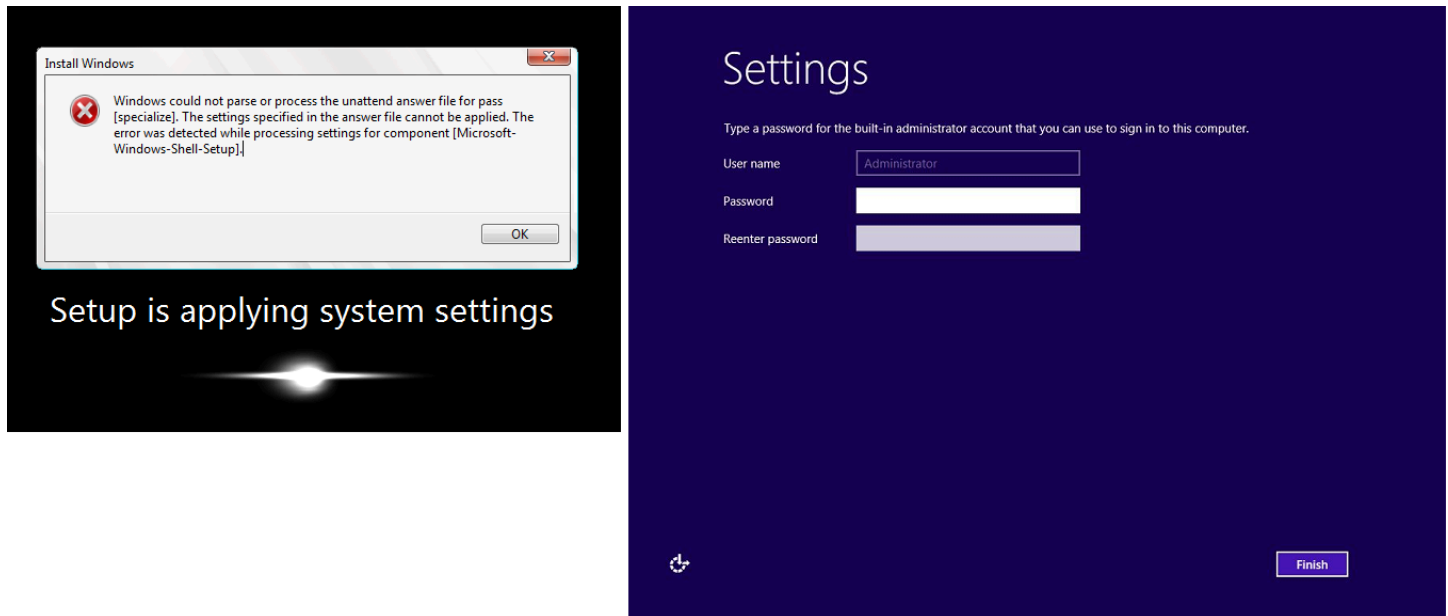 Install Windows
Windows could not parse or process the unattend answer file for pass
[specialize]. The settings specified in the answer file cannot be applied. The
error was detected while processing settings for component [Microsoft-
Windows-Shell-Setup].
OK
Setup is applying system settings
Settings
Type a password for the built-in administrator account that you can use to sign in to this computer.
User name
Administrator
Password
Reenter password
Finish